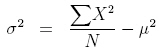 σ² = ∑X²/N − μ²